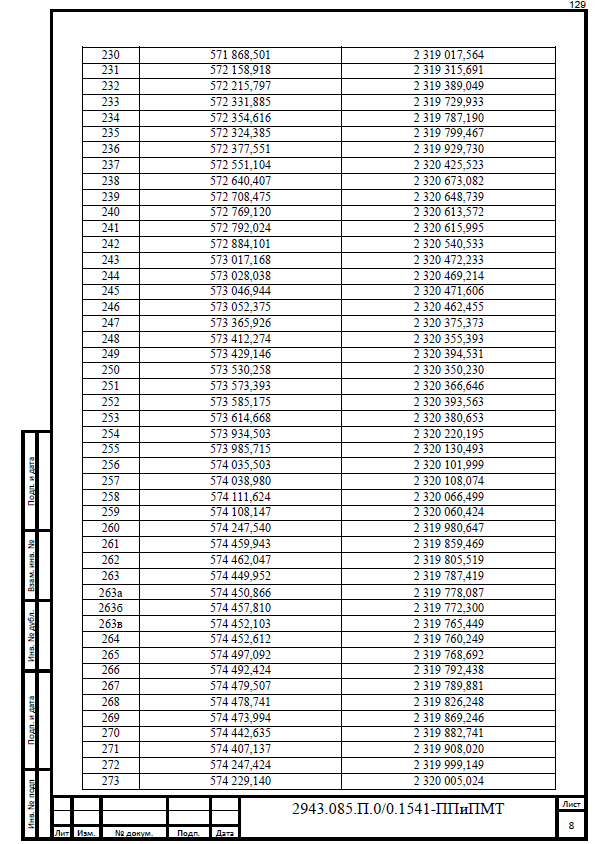 129
230 571 868,501 2 319 017,564
231 572 158,918 2 319 315,691
232 572 215,797 2 319 389,049
233 572 331,885 2 319 729,933
234 572 354,616 2 319 787,190
235 572 324,385 2 319 799,467
236 572 377,551 2 319 929,730
237 572 551,104 2 320 425,523
238 572 640,407 2 320 673,082
239 572 708,475 2 320 648,739
240 572 769,120 2 320 613,572
241 572 792,024 2 320 615,995
242 572 884,101 2 320 540,533
243 573 017,168 2 320 472,233
244 573 028,038 2 320 469,214
245 573 046,944 2 320 471,606
246 573 052,375 2 320 462,455
247 573 365,926 2 320 375,373
248 573 412,274 2 320 355,393
249 573 429,146 2 320 394,531
250 573 530,258 2 320 350,230
251 573 573,393 2 320 366,646
252 573 585,175 2 320 393,563
253 573 614,668 2 320 380,653
254 573 934,503 2 320 220,195
255 573 985,715 2 320 130,493
256 574 035,503 2 320 101,999
257 574 038,980 2 320 108,074
258 574 111,624 2 320 066,499
259 574 108,147 2 320 060,424
260 574 247,540 2 319 980,647
261 574 459,943 2 319 859,469
262 574 462,047 2 319 805,519
263 574 449,952 2 319 787,419
263а 574 450,866 2 319 778,087
263б 574 457,810 2 319 772,300
263в 574 452,103 2 319 765,449
264 574 452,612 2 319 760,249
265 574 497,092 2 319 768,692
266 574 492,424 2 319 792,438
267 574 479,507 2 319 789,881
268 574 478,741 2 319 826,248
269 574 473,994 2 319 869,246
270 574 442,635 2 319 882,741
271 574 407,137 2 319 908,020
272 574 247,424 2 319 999,149
273 574 229,140 2 320 005,024
Подп. и дата
Взам. инв. №
Инв. № дубл.
Подп. и дата
Инв. № подп
2943.085.П.0/0.1541-ППиПМТ
Лист
8
Лит Изм. № докум. Подп. Дата